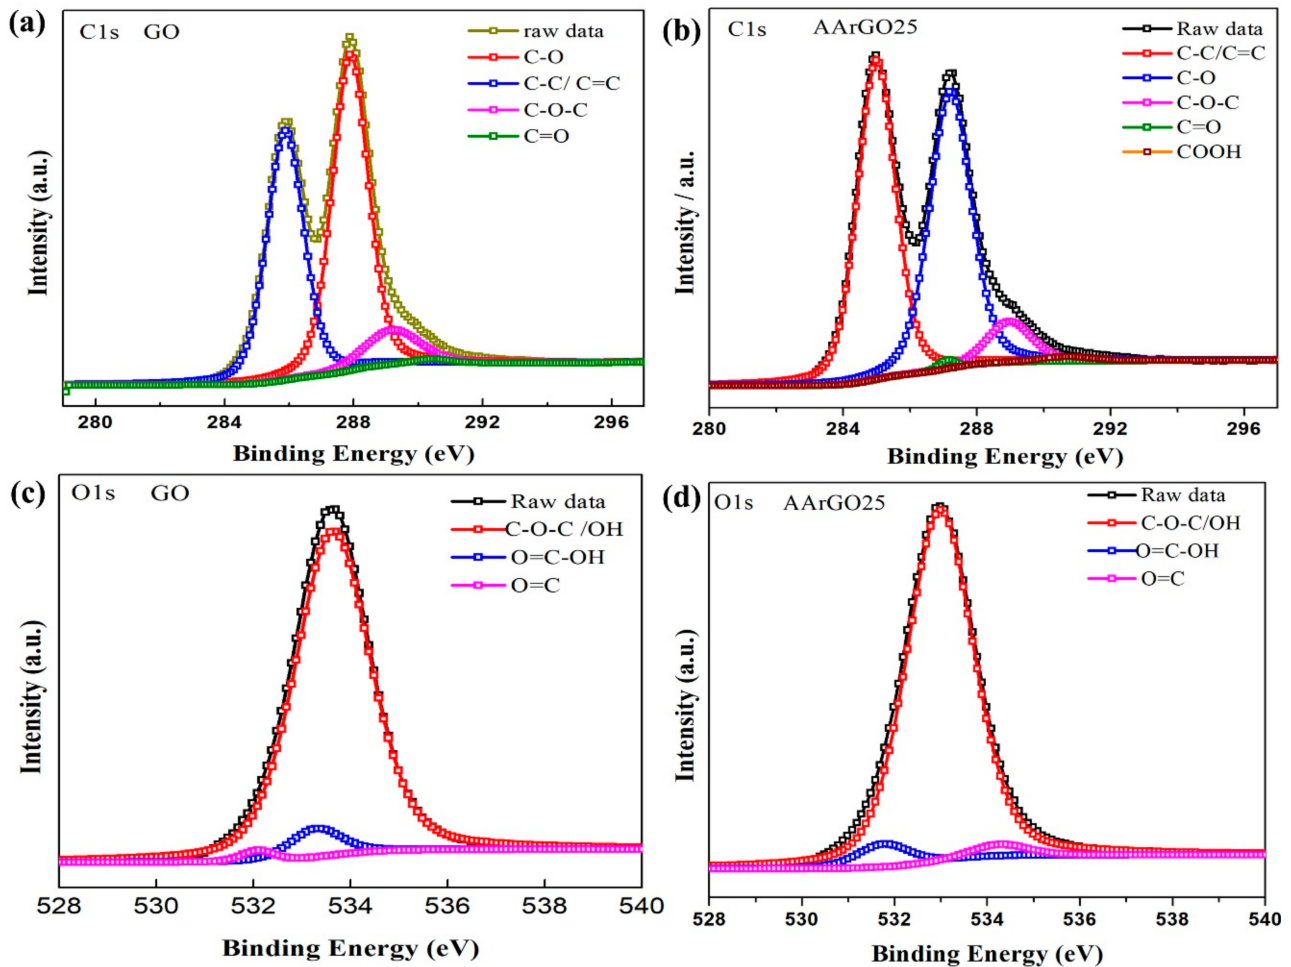 (a)
C1s GO
raw data
C-O
C-C/ C=C
C-O-C
C=O
Intensity (a.u.)
280 284 288 292 296
Binding Energy (eV)
(b)
C1s AArGO25
Raw data
C-C/C=C
C-O
C-O-C
C=O
COOH
Intensity / a.u.
280 284 288 292 296
Binding Energy (eV)
(c)
O1s GO
Raw data
C-O-C /OH
O=C-OH
O=C
Intensity (a.u.)
528 530 532 534 536 538 540
Binding Energy (eV)
(d)
O1s AArGO25
Raw data
C-O-C/OH
O=C-OH
O=C
Intensity (a.u.)
528 530 532 534 536 538 540
Binding Energy (eV)